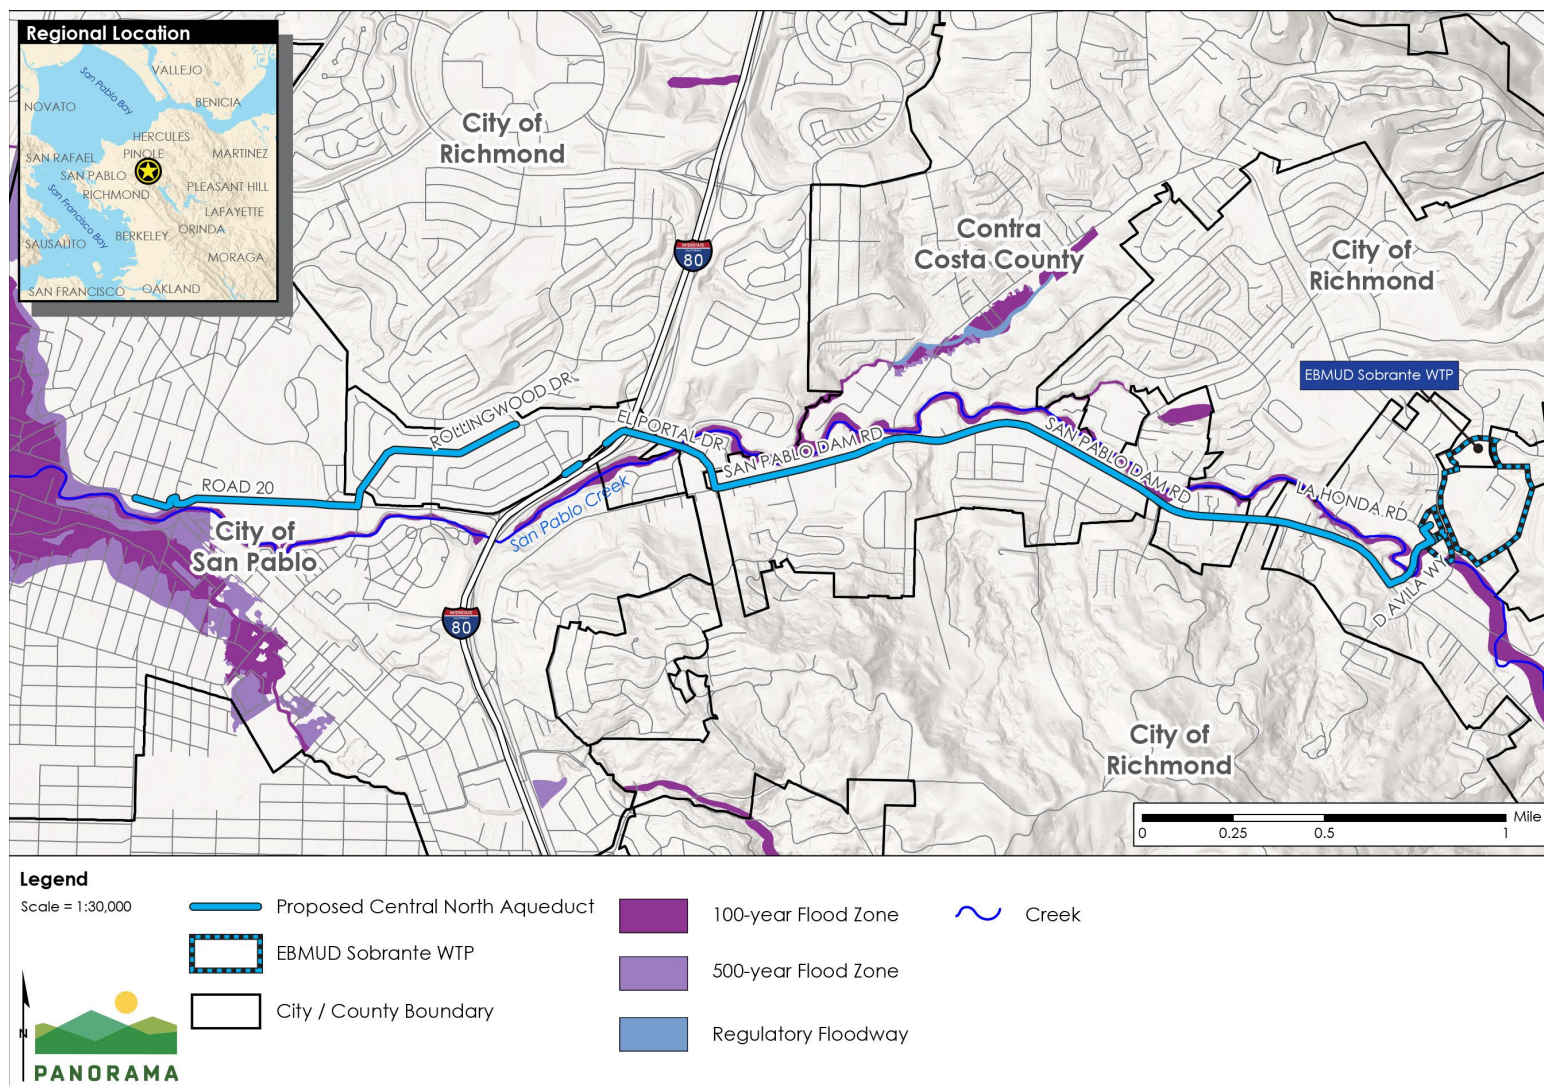 Regional Location
San Pablo Bay
VALLEJO
NOVATO
BENICIA
HERCULES
PINOLE
SAN RAFAEL
MARTINEZ
SAN PABLO
RICHMOND
PLEASANT HILL
San Francisco Bay
LAFAYETTE
BERKELEY
ORINDA
SAUSALITO
MORAGA
SAN FRANCISCO
OAKLAND
City of
Richmond
INTERSTATE
CALIFORNIA
80
Contra
Costa County
City of
Richmond
EBMUD Sobrante WTP
ROLLINGWOOD DR
EL PORTAL DR
SAN PABLO DAM RD
SAN PABLO DAM RD
ROAD 20
San Pablo Creek
LA HONDA RD
City of
San Pablo
D AVILA WY
INTERSTATE
CALIFORNIA
80
City of
Richmond
0 0.25 0.5 1 Mile
Legend
Scale = 1:30,000
Proposed Central North Aqueduct
EBMUD Sobrante WTP
City / County Boundary
100-year Flood Zone
500-year Flood Zone
Regulatory Floodway
Creek
N
PANORAMA